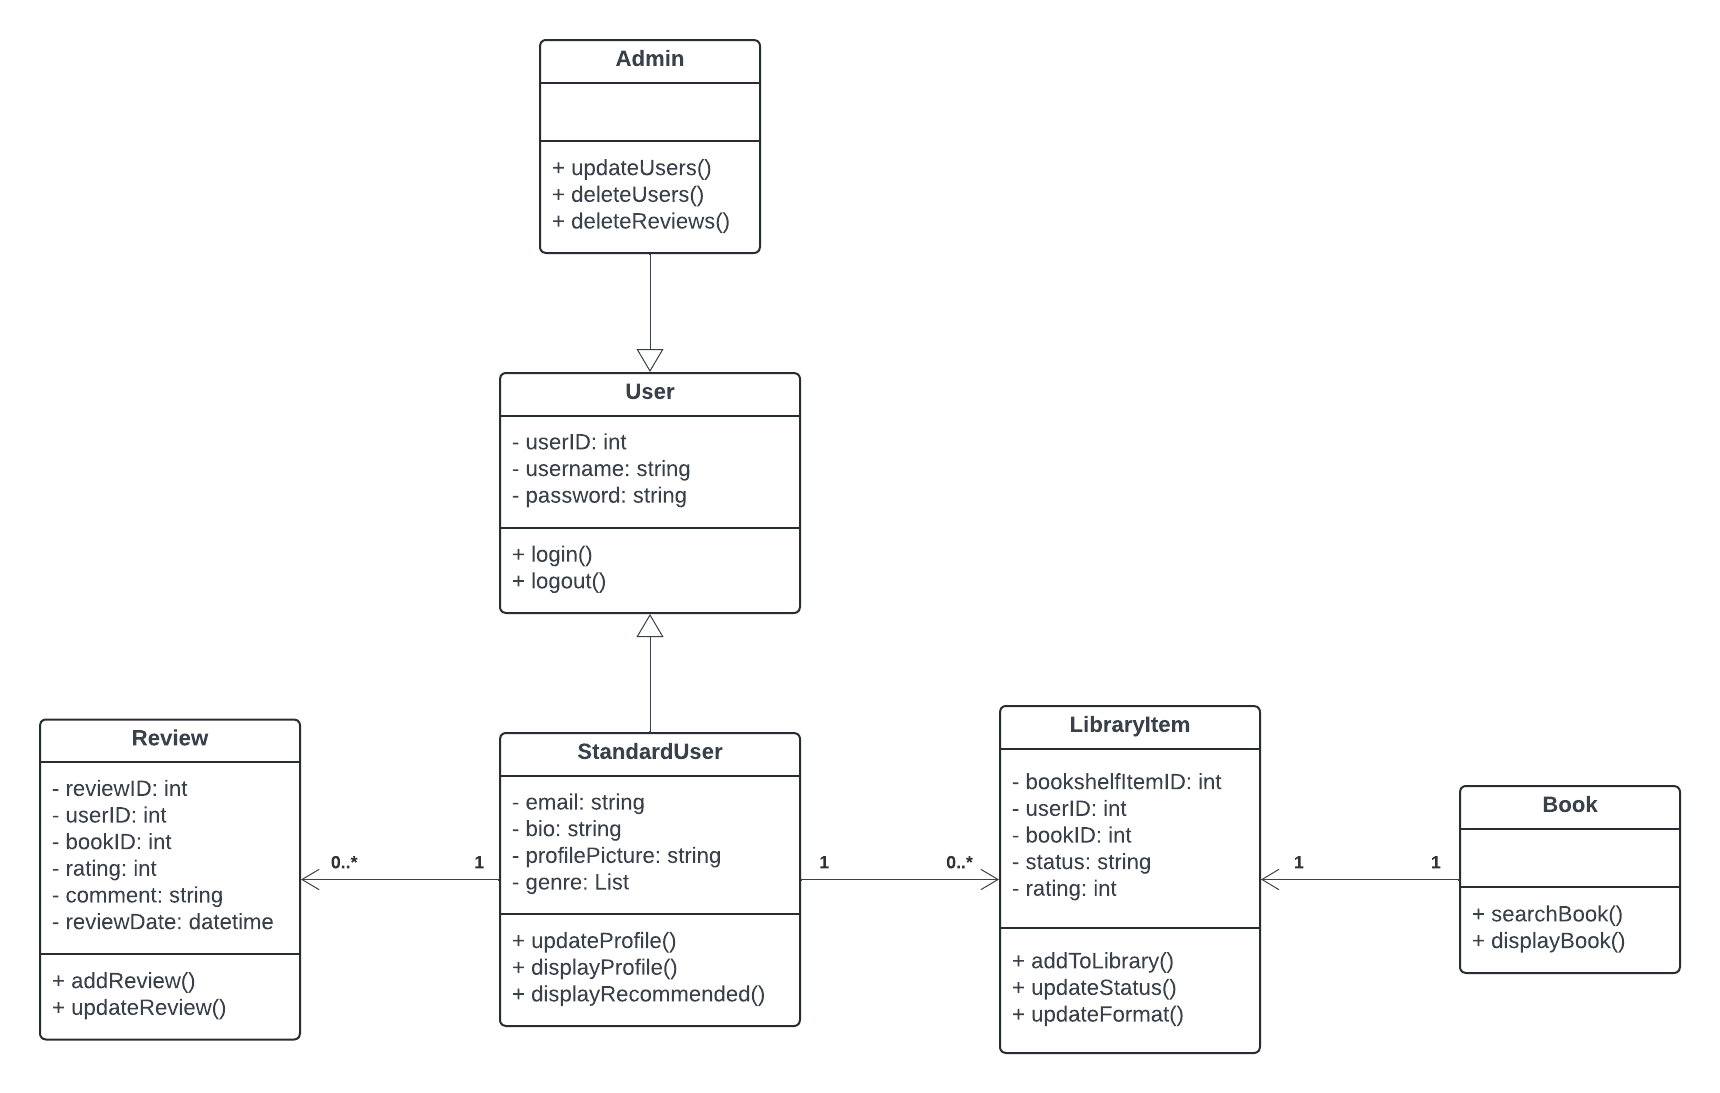 Admin
+ updateUsers()
+ deleteUsers()
+ deleteReviews()
User
- userID: int
- username: string
- password: string
+ login()
+ logout()
Review
- reviewID: int
- userID: int
- bookID: int
- rating: int
- comment: string
- reviewDate: datetime
+ addReview()
+ updateReview()
0..*
1
StandardUser
- email: string
- bio: string
- profilePicture: string
- genre: List
+ updateProfile()
+ displayProfile()
+ displayRecommended()
1
0..*
LibraryItem
- bookshelfItemID: int
- userID: int
- bookID: int
- status: string
- rating: int
+ addToLibrary()
+ updateStatus()
+ updateFormat()
1
1
Book
+ searchBook()
+ displayBook()